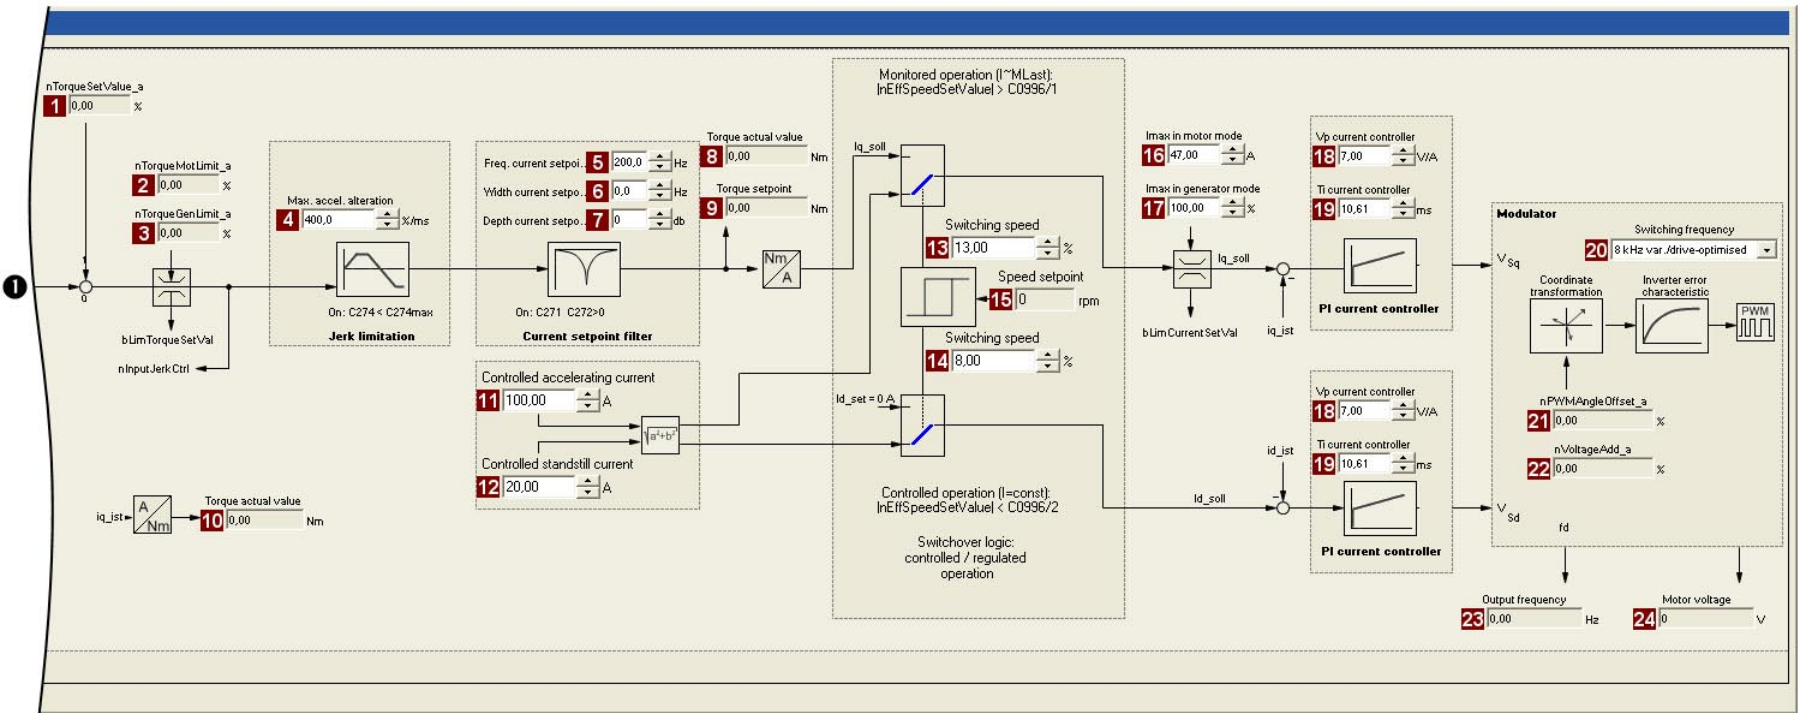 nTorqueSetValue_a
1 0,00 %
nTorqueMotLimit_a
2 0,00 %
nTorqueGenLimit_a
3 0,00 %
1
bLimTorqueSetVal
nInputJerkCtrl
Max. accel. alteration
4 400,0 %/ms
On: C274 < C274max
Jerk limitation
Freq. current setpoi... 5 200,0 Hz
Width current setpo... 6 0,0 Hz
Depth current setpo... 7 0 db
On: C271 C272>0
Current setpoint filter
Torque actual value
8 0,00 Nm
Torque setpoint
9 0,00 Nm
Nm
A
iq_ist
A
Nm
Torque actual value
10 0,00 Nm
Controlled accelerating current
11 100,00 A
√a²+b²
Controlled standstill current
12 20,00 A
Monitored operation (I~MLast):
|nEffSpeedSetValue| > C0996/1
Iq_soll
Switching speed
13 13,00 %
Speed setpoint
15 0 rpm
Switching speed
14 8,00 %
Id_set = 0 A
Controlled operation (I=const):
|nEffSpeedSetValue| < C0996/2
Switchover logic:
controlled / regulated
operation
Imax in motor mode
16 47,00 A
Imax in generator mode
17 100,00 %
Iq_soll
bLimCurrentSetVal
iq_ist
Vp current controller
18 7,00 V/A
Ti current controller
19 10,61 ms
PI current controller
Vp current controller
18 7,00 V/A
Ti current controller
19 10,61 ms
id_ist
Id_soll
PI current controller
Modulator
Switching frequency
20 8 kHz var./drive-optimised
V Sq
Coordinate
transformation
Inverter error
characteristic
PWM
nPWMAngleOffset_a
21 0,00 %
nVoltageAdd_a
22 0,00 %
V Sd
fd
Output frequency
23 0,00 Hz
Motor voltage
24 0 V